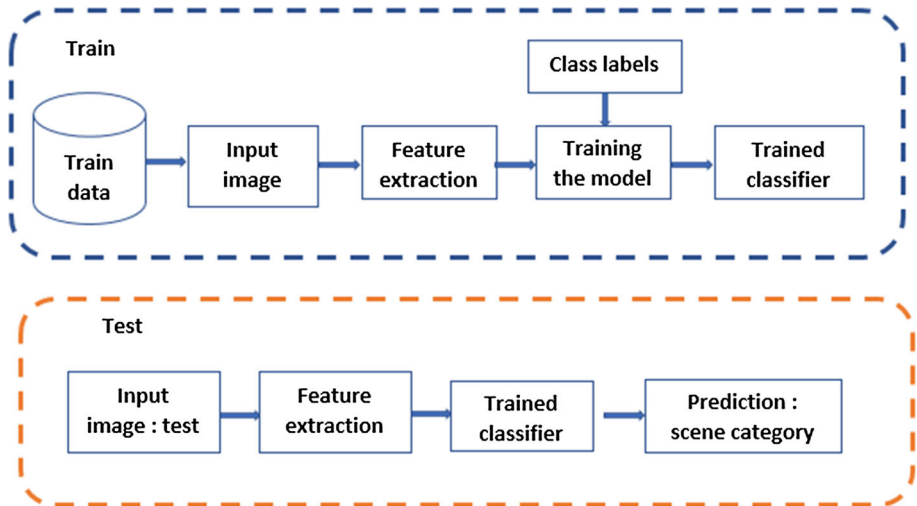 Train
Class labels
Train
data
Input
image
Feature
extraction
Training
the model
Trained
classifier
Test
Input
image : test
Feature
extraction
Trained
classifier
Prediction :
scene category